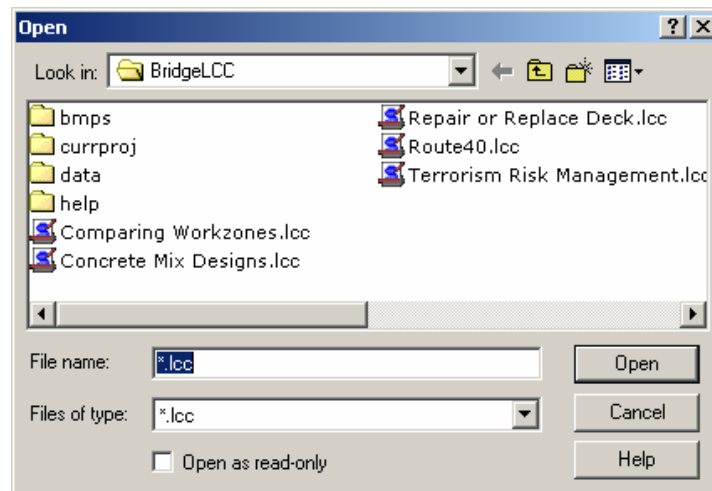 Open
Look in: BridgeLCC
bmps
currproj
data
help
Comparing Workzones.lcc
Concrete Mix Designs.lcc
Repair or Replace Deck.lcc
Route40.lcc
Terrorism Risk Management.lcc
File name: *.lcc
Open
Files of type: *.lcc
Cancel
Open as read-only
Help